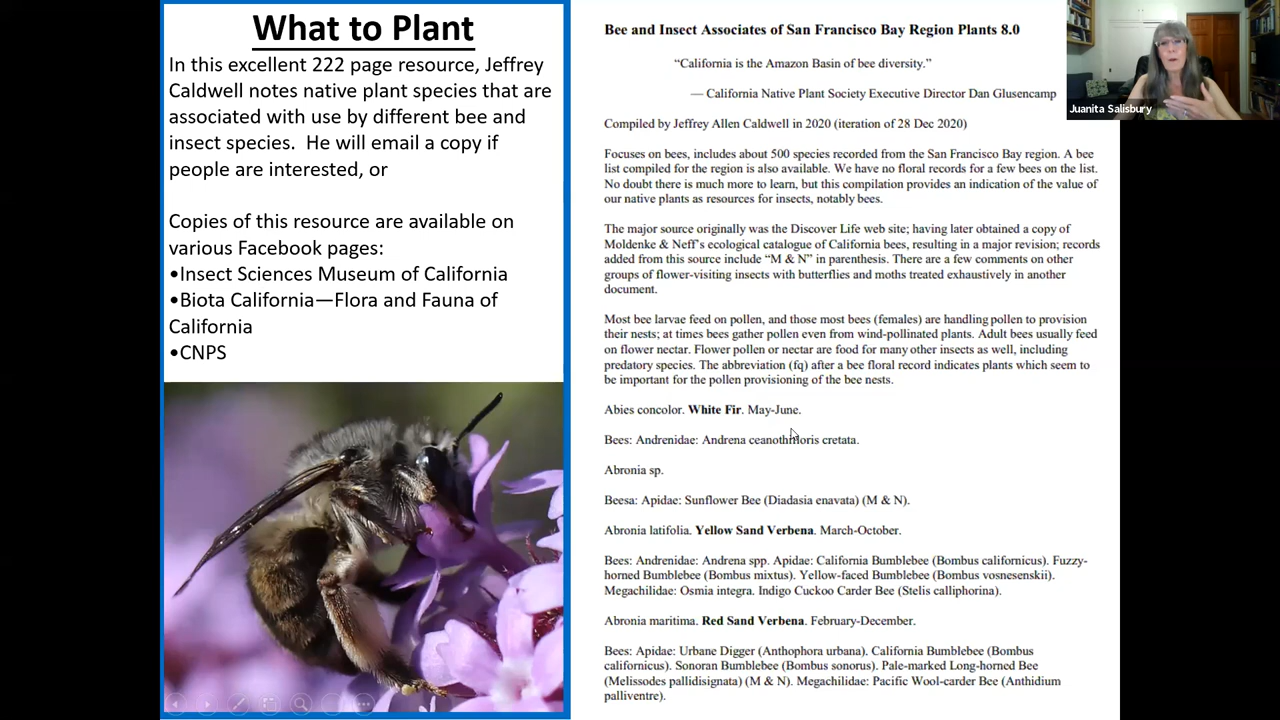 What to Plant
In this excellent 222 page resource, Jeffrey
Caldwell notes native plant species that are
associated with use by different bee and
insect species.  He will email a copy if
people are interested, or
Copies of this resource are available on
various Facebook pages:
•Insect Sciences Museum of California
•Biota California—Flora and Fauna of
California
•CNPS
Bee and Insect Associates of San Francisco Bay Region Plants 8.0
“California is the Amazon Basin of bee diversity.”
— California Native Plant Society Executive Director Dan Glusencamp
Compiled by Jeffrey Allen Caldwell in 2020 (iteration of 28 Dec 2020)
Focuses on bees, includes about 500 species recorded from the San Francisco Bay region. A bee
list compiled for the region is also available. We have no floral records for a few bees on the list.
No doubt there is much more to learn, but this compilation provides an indication of the value of
our native plants as resources for insects, notably bees.
The major source originally was the Discover Life web site; having later obtained a copy of
Moldenke & Neff's ecological catalogue of California bees, resulting in a major revision; records
added from this source include “M & N” in parenthesis. There are a few comments on other
groups of flower-visiting insects with butterflies and moths treated exhaustively in another
document.
Most bee larvae feed on pollen, and those most bees (females) are handling pollen to provision
their nests; at times bees gather pollen even from wind-pollinated plants. Adult bees usually feed
on flower nectar. Flower pollen or nectar are food for many other insects as well, including
predatory species. The abbreviation (fq) after a bee floral record indicates plants which seem to
be important for the pollen provisioning of the bee nests.
Abies concolor. White Fir. May-June.
Bees: Andrenidae: Andrena ceanothifloris cretata.
Abronia sp.
Beesa: Apidae: Sunflower Bee (Diadasia enavata) (M & N).
Abronia latifolia. Yellow Sand Verbena. March-October.
Bees: Andrenidae: Andrena spp. Apidae: California Bumblebee (Bombus californicus). Fuzzy-
horned Bumblebee (Bombus mixtus). Yellow-faced Bumblebee (Bombus vosnesenskii).
Megachilidae: Osmia integra. Indigo Cuckoo Carder Bee (Stelis calliphorina).
Abronia maritima. Red Sand Verbena. February-December.
Bees: Apidae: Urbane Digger (Anthophora urbana). California Bumblebee (Bombus
californicus). Sonoran Bumblebee (Bombus sonorus). Pale-marked Long-horned Bee
(Melissodes pallidisignata) (M & N). Megachilidae: Pacific Wool-carder Bee (Anthidium
palliventre).
Juanita Salisbury